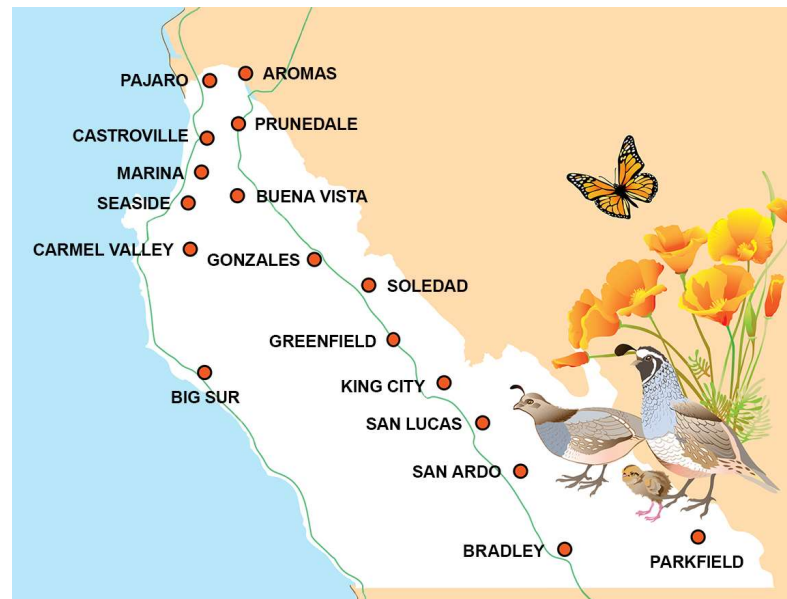 AROMAS
PAJARO
PRUNEDALE
CASTROVILLE
MARINA
BUENA VISTA
SEASIDE
CARMEL VALLEY
GONZALES
SOLEDAD
GREENFIELD
KING CITY
BIG SUR
SAN LUCAS
SAN ARDO
BRADLEY
PARKFIELD